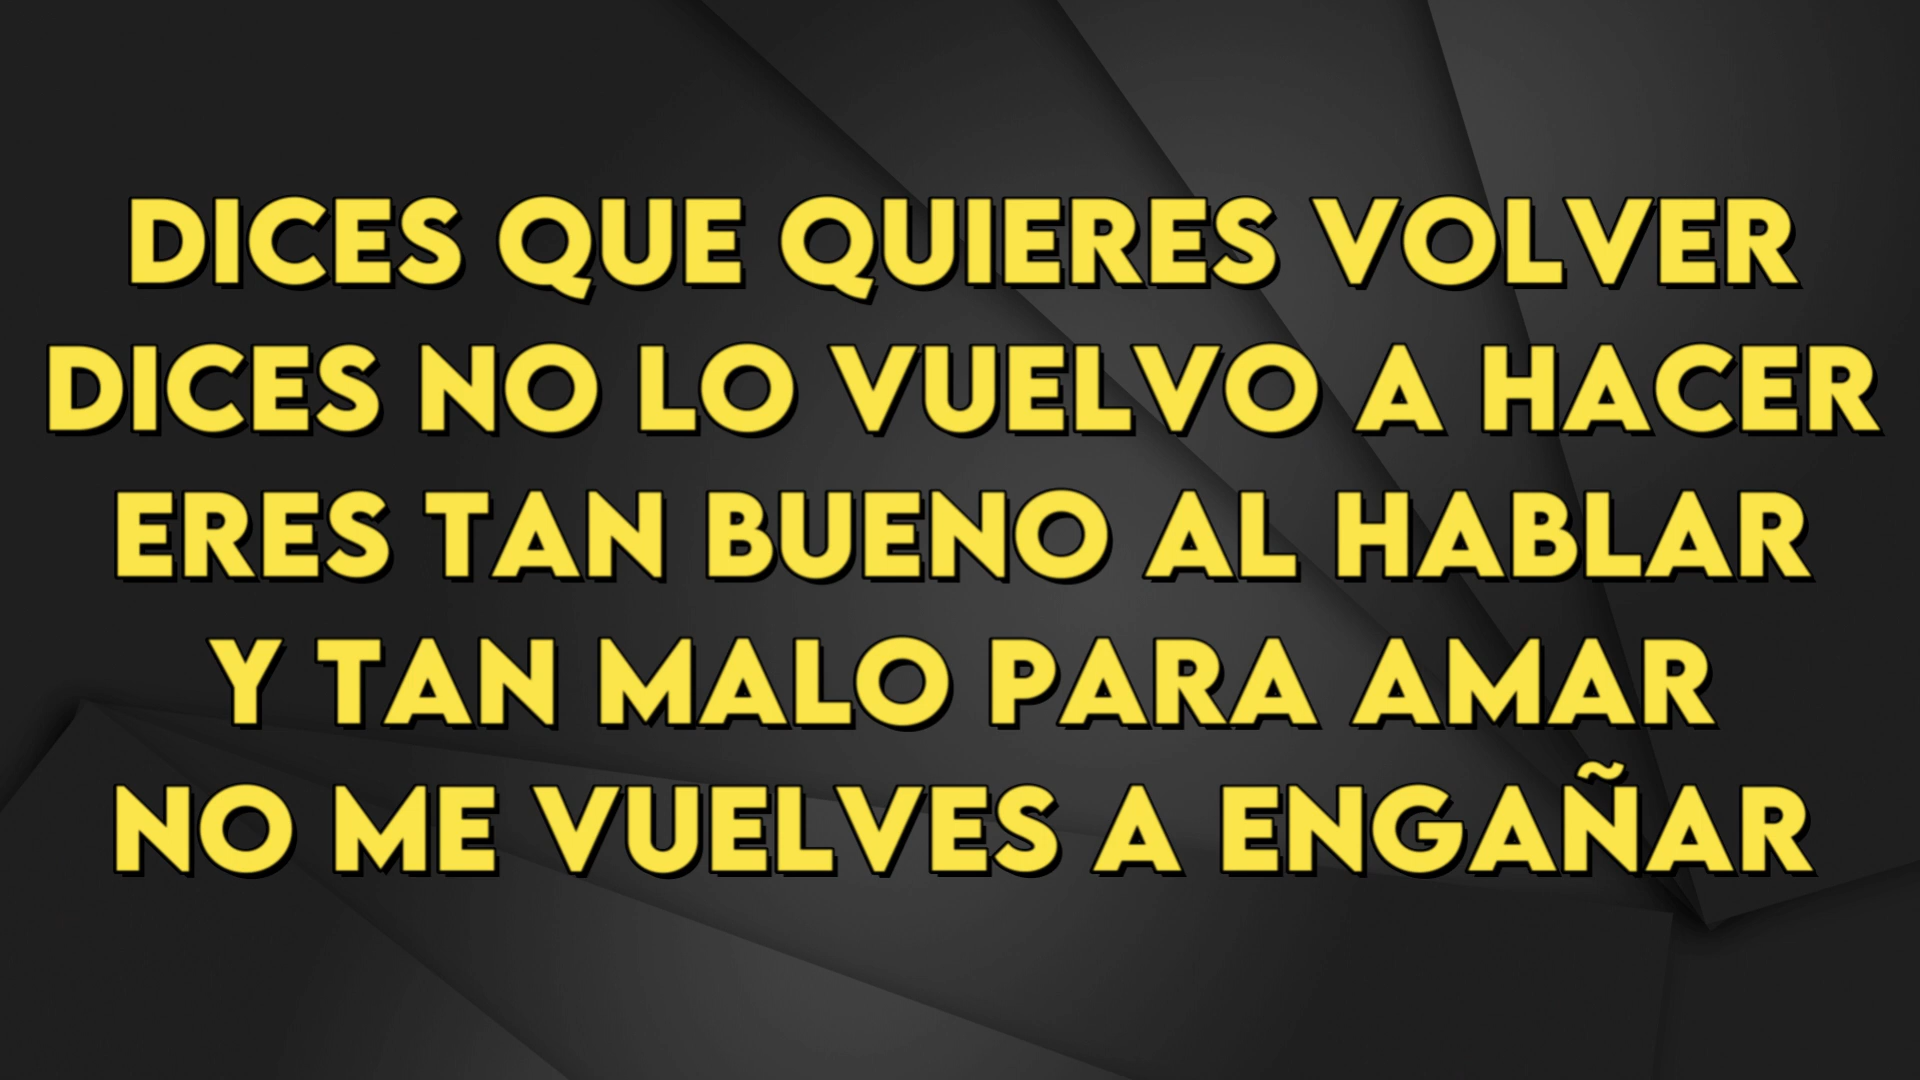 DICES QUE QUIERES VOLVER
DICES NO LO VUELVO A HACER
ERES TAN BUENO AL HABLAR
Y TAN MALO PARA AMAR
NO ME VUELVES A ENGAÑAR